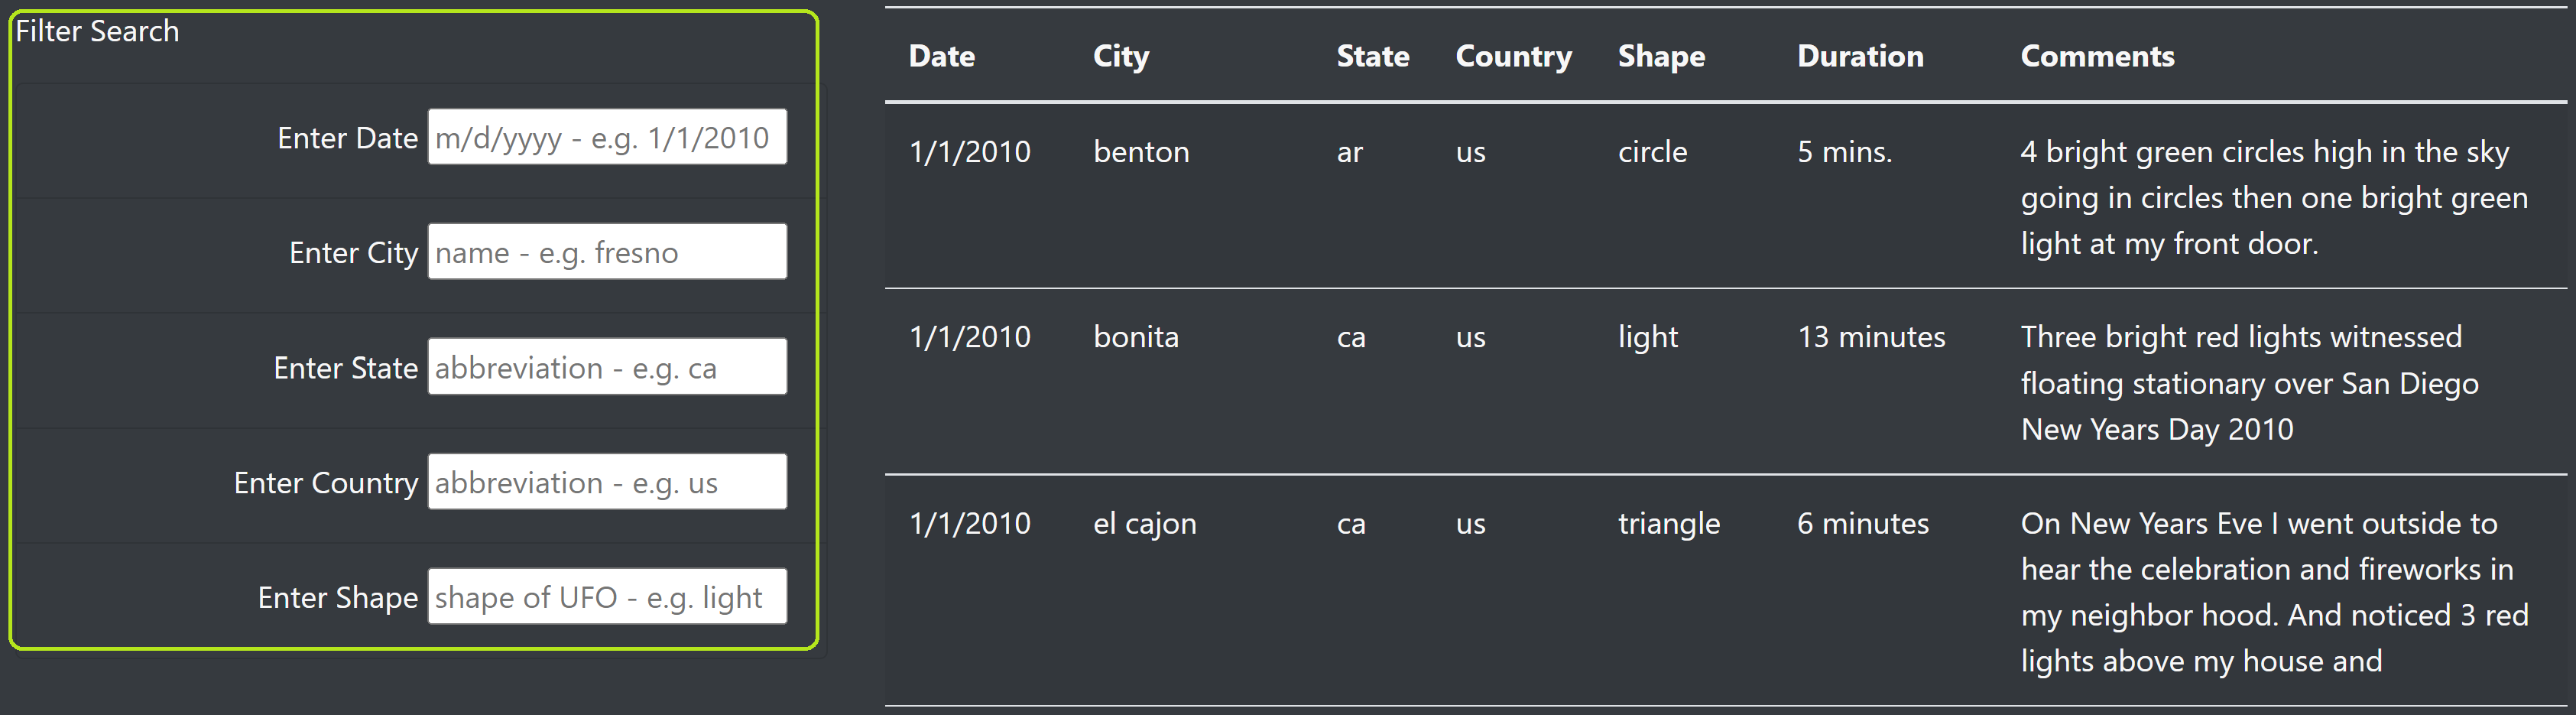 Filter Search
Enter Date m/d/yyyy - e.g. 1/1/2010
Enter City name - e.g. fresno
Enter State abbreviation - e.g. ca
Enter Country abbreviation - e.g. us
Enter Shape shape of UFO - e.g. light
Date City State Country Shape Duration Comments
1/1/2010 benton ar us circle 5 mins. 4 bright green circles high in the sky
going in circles then one bright green
light at my front door.
1/1/2010 bonita ca us light 13 minutes Three bright red lights witnessed
floating stationary over San Diego
New Years Day 2010
1/1/2010 el cajon ca us triangle 6 minutes On New Years Eve I went outside to
hear the celebration and fireworks in
my neighbor hood. And noticed 3 red
lights above my house and